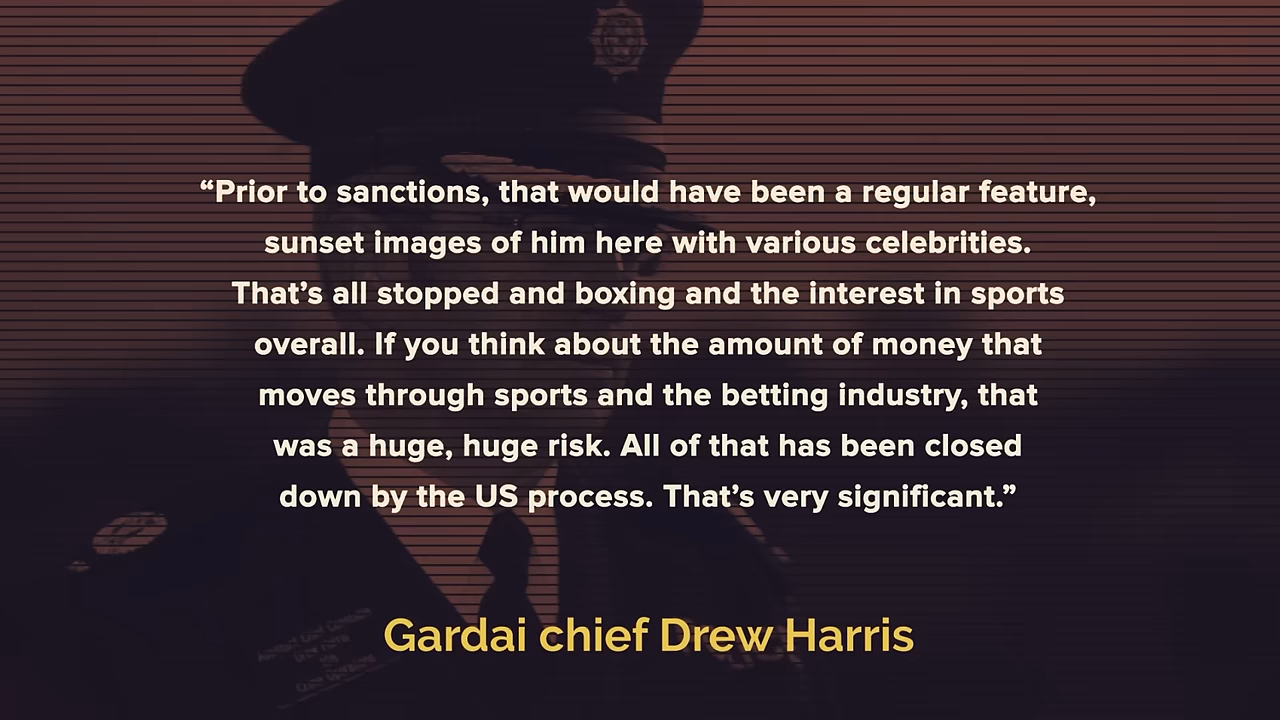 “Prior to sanctions, that would have been a regular feature,
sunset images of him here with various celebrities.
That’s all stopped and boxing and the interest in sports
overall. If you think about the amount of money that
moves through sports and the betting industry, that
was a huge, huge risk. All of that has been closed
down by the US process. That’s very significant.”
Gardai chief Drew Harris